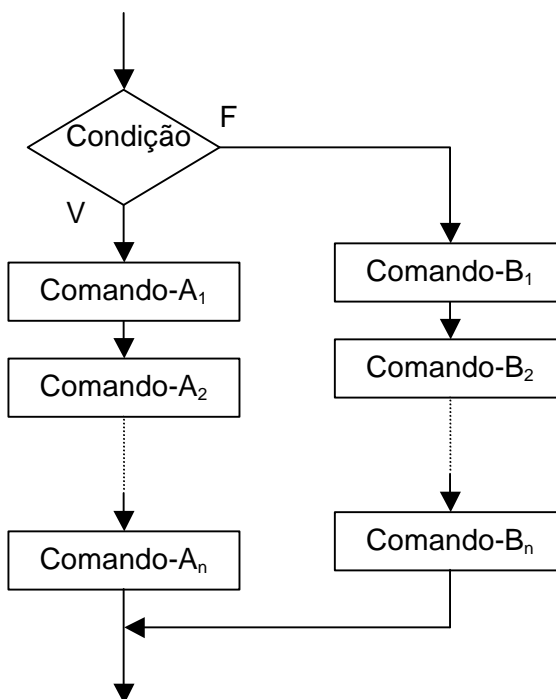 F
Condição
V
Comando-A₁
Comando-A₂
Comando-Aₙ
Comando-B₁
Comando-B₂
Comando-Bₙ